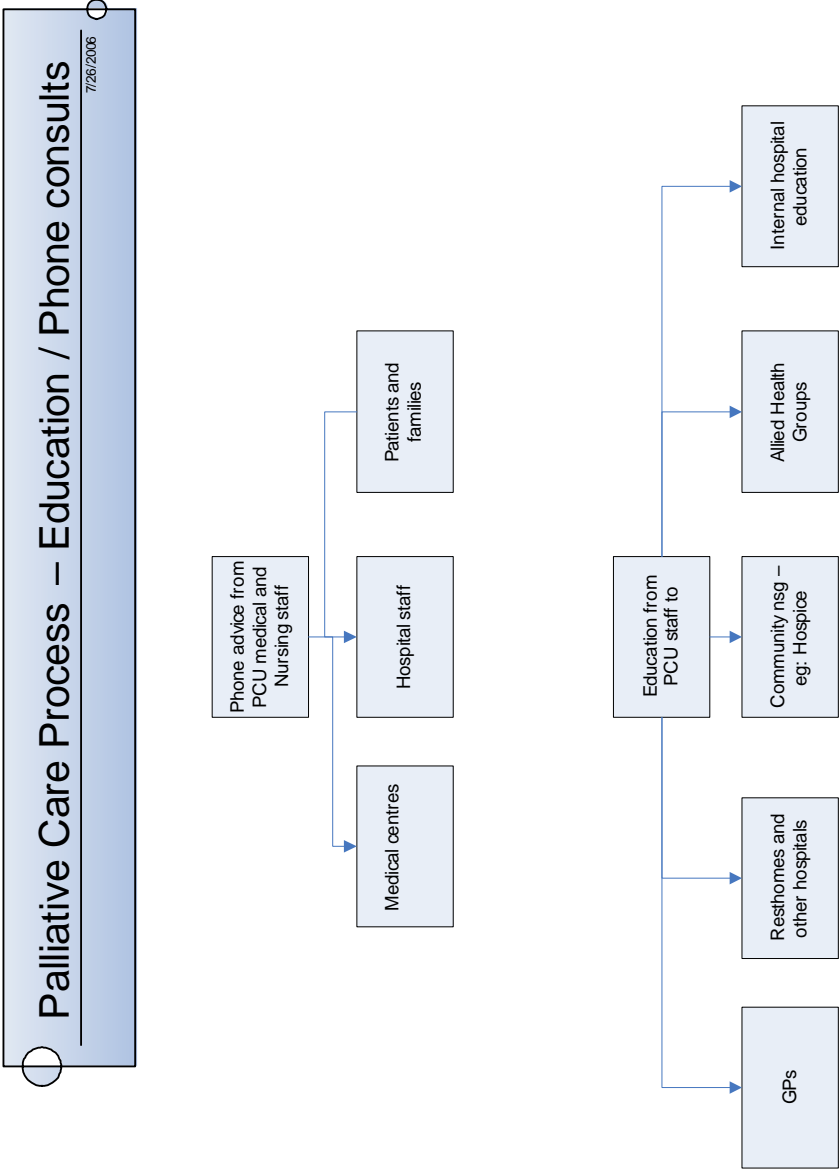 Palliative Care Process – Education / Phone consults
7/26/2006
Phone advice from
PCU medical and
Nursing staff
Medical centres
Hospital staff
Patients and
families
Education from
PCU staff to
GPs
Resthomes and
other hospitals
Community nsg –
eg: Hospice
Allied Health
Groups
Internal hospital
education